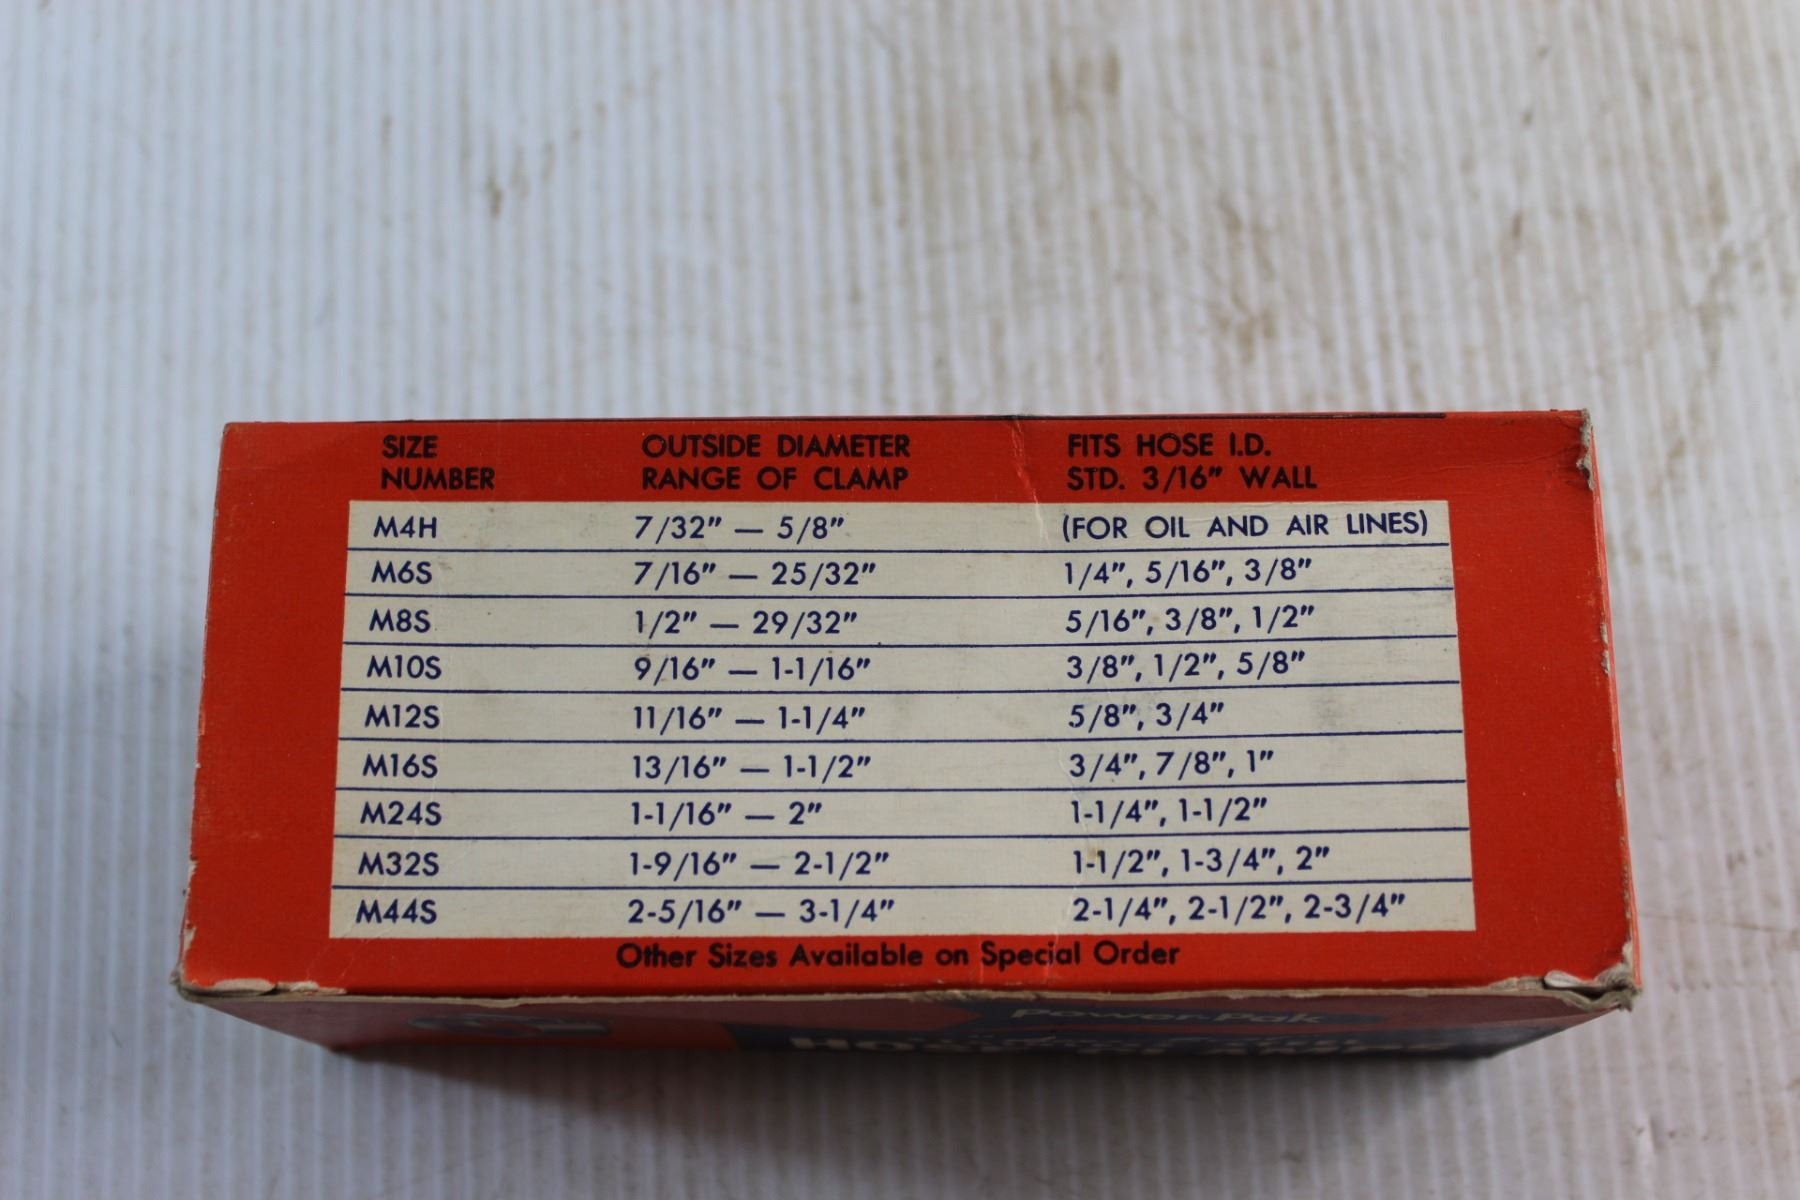 SIZE NUMBER OUTSIDE DIAMETER RANGE OF CLAMP FITS HOSE I.D. STD. 3/16" WALL
M4H 7/32" — 5/8" (FOR OIL AND AIR LINES)
M6S 7/16" — 25/32" 1/4", 5/16", 3/8"
M8S 1/2" — 29/32" 5/16", 3/8", 1/2"
M10S 9/16" — 1-1/16" 3/8", 1/2", 5/8"
M12S 11/16" — 1-1/4" 5/8", 3/4"
M16S 13/16" — 1-1/2" 3/4", 7/8", 1"
M24S 1-1/16" — 2" 1-1/4", 1-1/2"
M32S 1-9/16" — 2-1/2" 1-1/2", 1-3/4", 2"
M44S 2-5/16" — 3-1/4" 2-1/4", 2-1/2", 2-3/4"
Other Sizes Available on Special Order
Power-Pak
HOSE CLAMPS